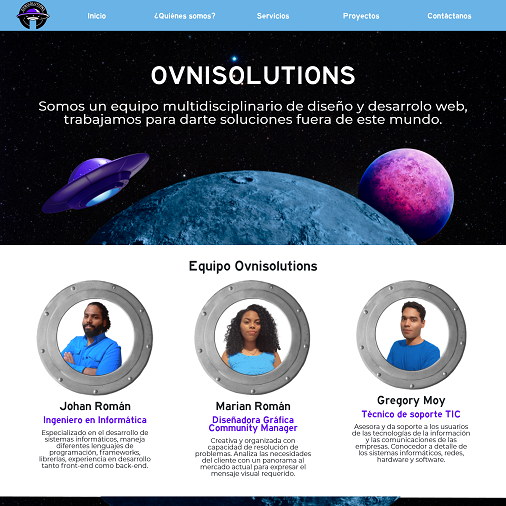 Inicio
¿Quiénes somos?
Servicios
Proyectos
Contáctanos
OVNISOLUTIONS
Somos un equipo multidisciplinario de diseño y desarrolo web,
trabajamos para darte soluciones fuera de este mundo.
Equipo Ovnisolutions
Johan Román
Ingeniero en Informática
Especializado en el desarrollo de
sistemas informáticos, maneja
diferentes lenguajes de
programación, frameworks,
librerías, experiencia en desarrollo
tanto front-end como back-end.
Marian Román
Diseñadora Gráfica
Community Manager
Creativa y organizada con
capacidad de resolución de
problemas. Analiza las necesidades
del cliente con un panorama al
mercado actual para expresar el
mensaje visual requerido.
Gregory Moy
Técnico de soporte TIC
Asesora y da soporte a los usuarios
de las tecnologías de la información
y las comunicaciones de las
empresas. Conocedor a detalle de
los sistemas informáticos, redes,
hardware y software.